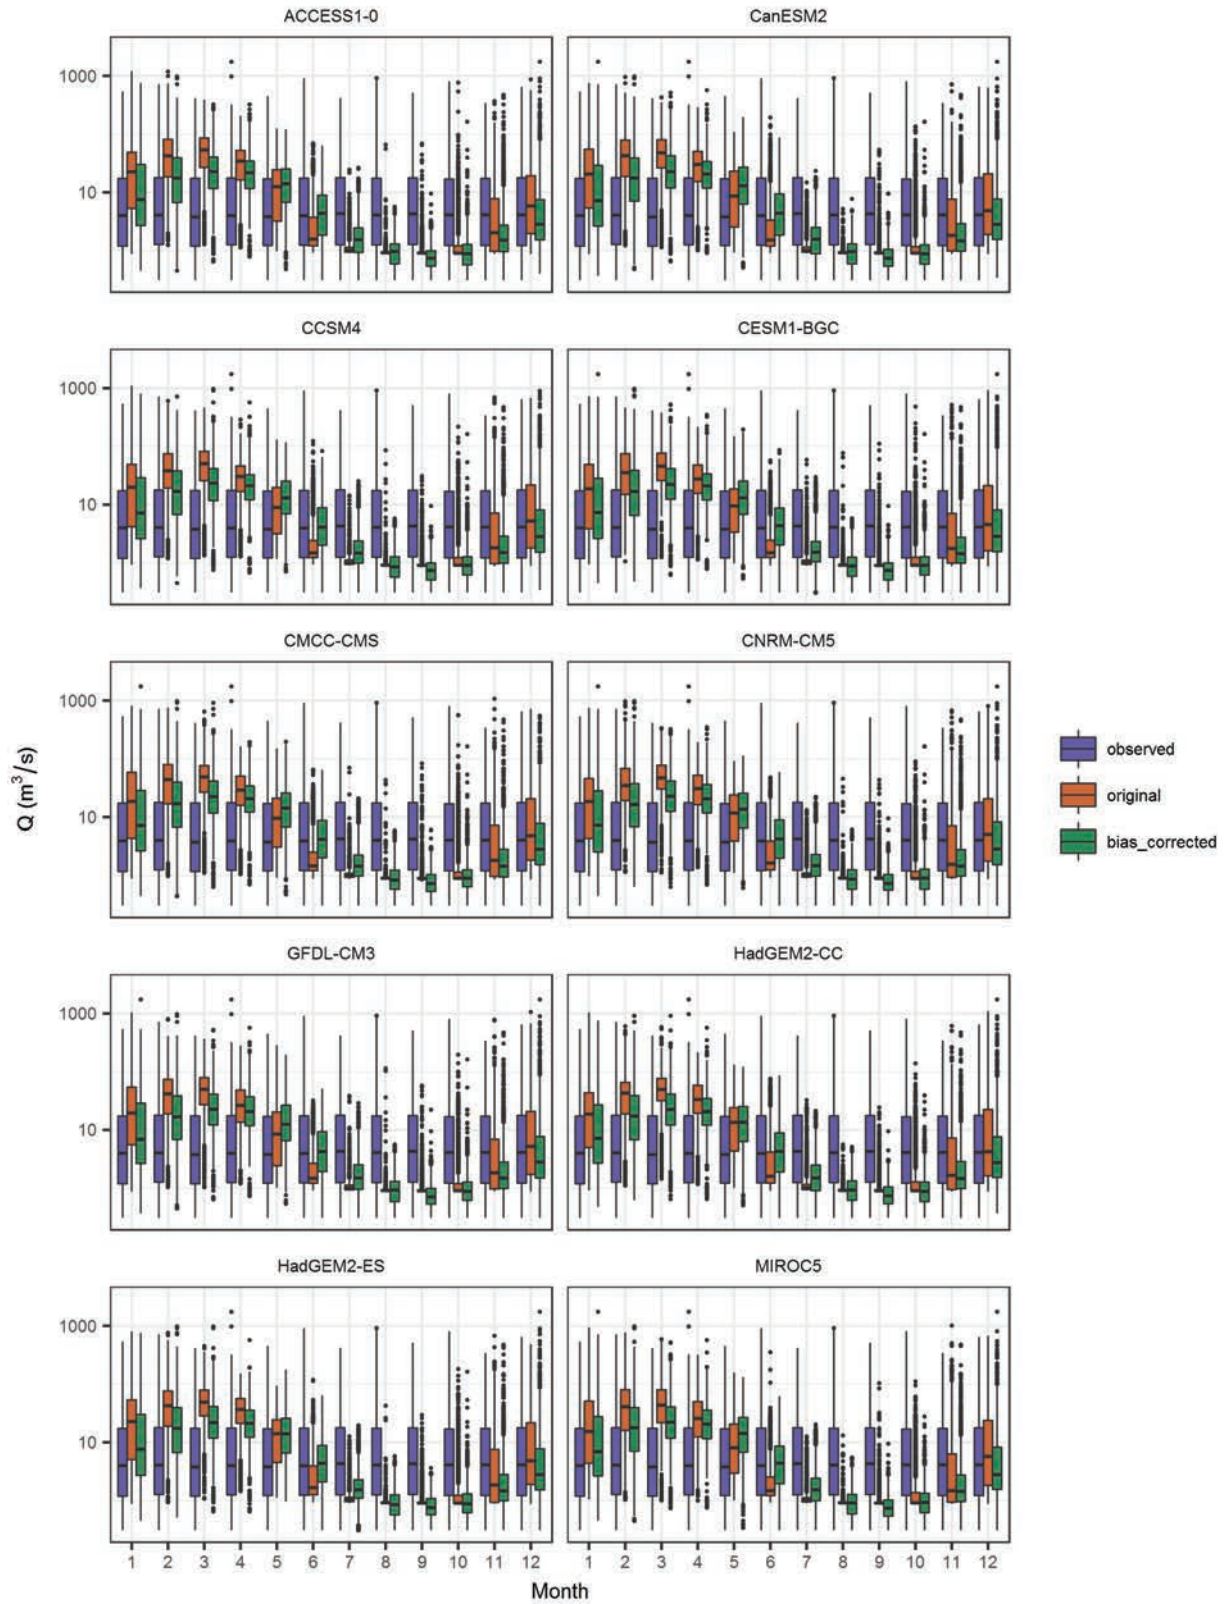 ACCESS1-0 CanESM2
1000
10
CCSM4 CESM1-BGC
1000
10
CMCC-CMS CNRM-CM5
1000
10
Q (m³/s)
observed
original
bias_corrected
GFDL-CM3 HadGEM2-CC
1000
10
HadGEM2-ES MIROC5
1000
10
1 2 3 4 5 6 7 8 9 10 11 12 1 2 3 4 5 6 7 8 9 10 11 12
Month